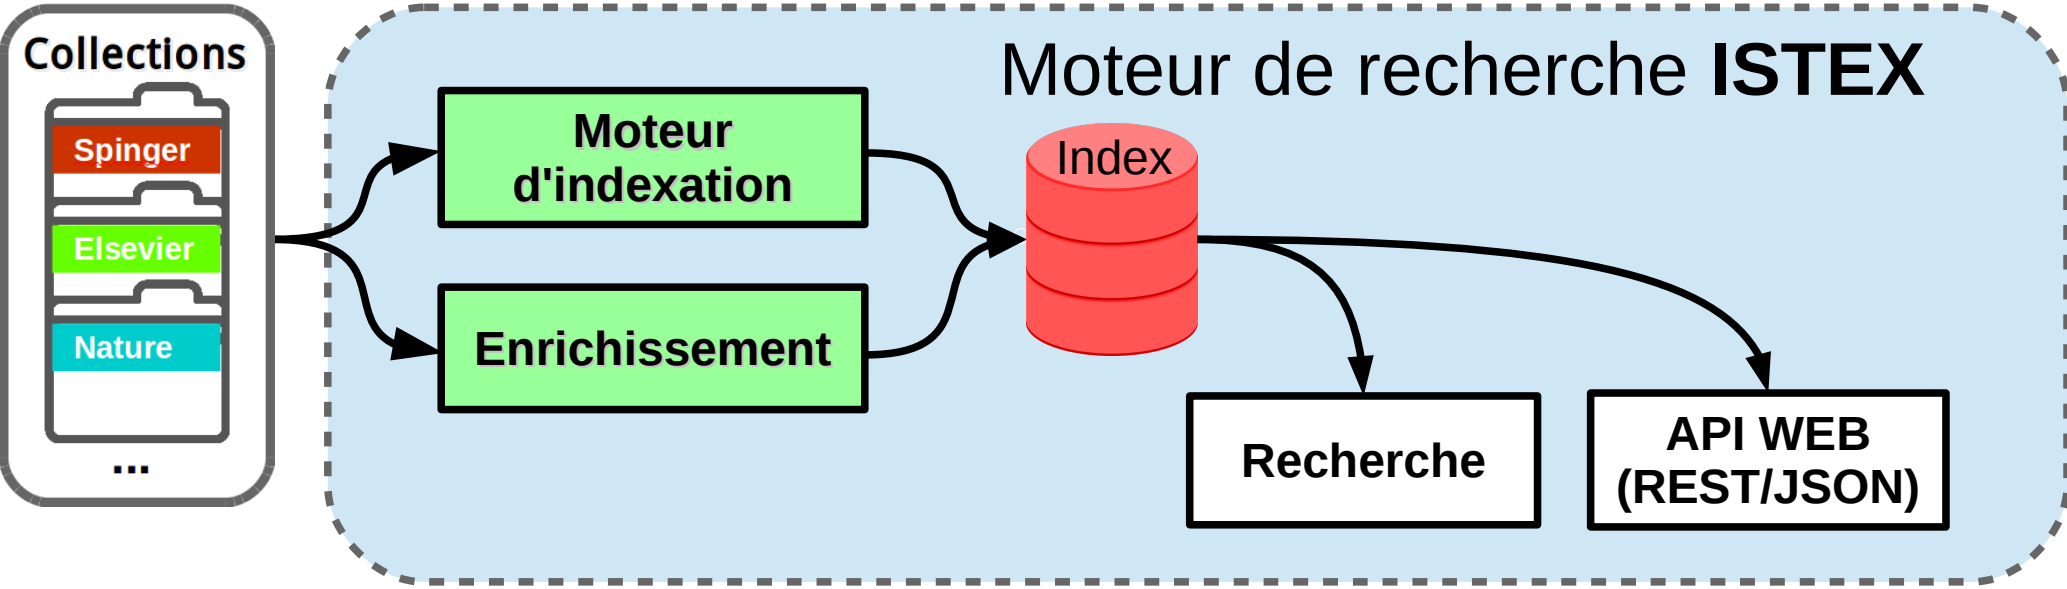 Collections
Spinger
Elsevier
Nature
...
Moteur de recherche ISTEX
Moteur
d'indexation
Enrichissement
Index
Recherche
API WEB
(REST/JSON)